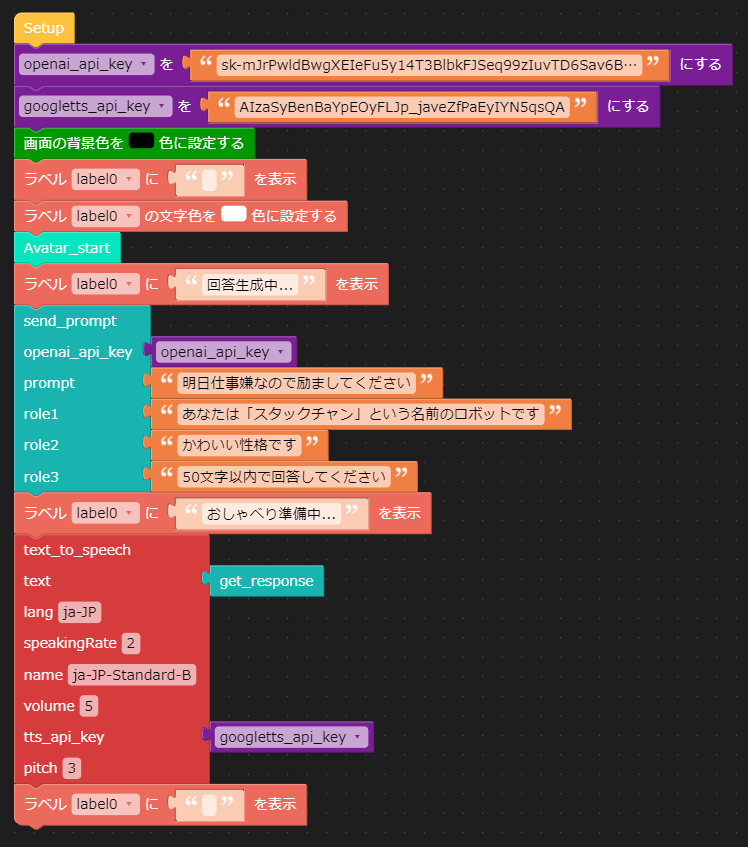 Setup
openai_api_key を “ sk-mJrPwldBwgXEIeFu5y14T3BlbkFJSeq99zIuvTD6Sav6B… ” にする
googletts_api_key を “ AIzaSyBenBaYpEOyFLJp_javeZfPaEyIYN5qsQA ” にする
画面の背景色を 色に設定する
ラベル label0 に “ ” を表示
ラベル label0 の文字色を 色に設定する
Avatar_start
ラベル label0 に “ 回答生成中... ” を表示
send_prompt
openai_api_key openai_api_key
prompt “ 明日仕事嫌なので励ましてください ”
role1 “ あなたは「スタックチャン」という名前のロボットです ”
role2 “ かわいい性格です ”
role3 “ 50文字以内で回答してください ”
ラベル label0 に “ おしゃべり準備中... ” を表示
text_to_speech
text get_response
lang ja-JP
speakingRate 2
name ja-JP-Standard-B
volume 5
tts_api_key googletts_api_key
pitch 3
ラベル label0 に “ ” を表示